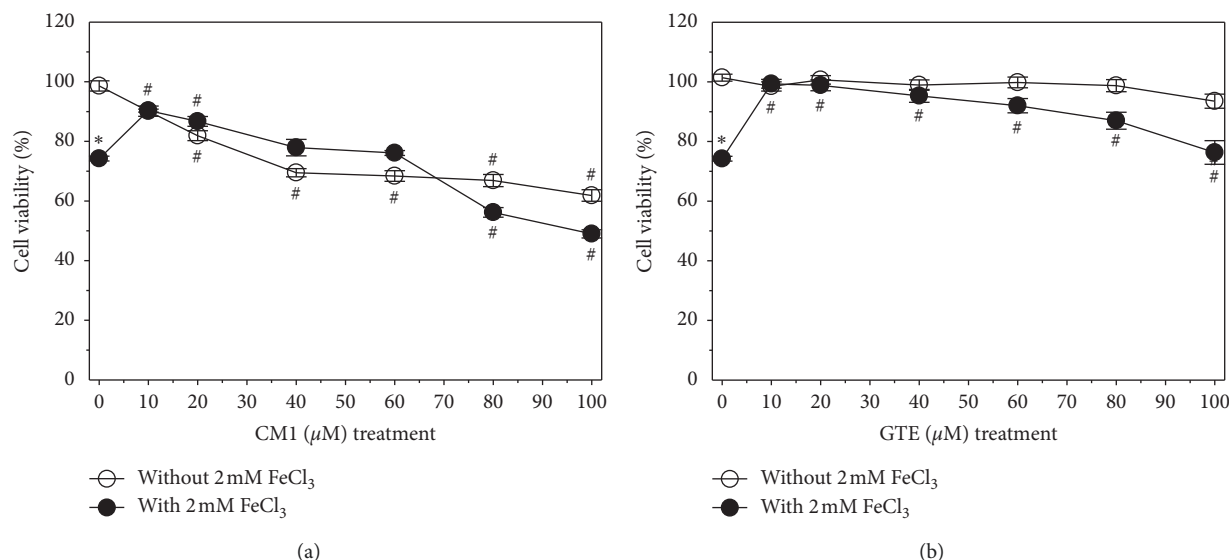 120
100
80
60
40
20
0
Cell viability (%)
*
#
#
#
#
#
#
#
#
#
0 10 20 30 40 50 60 70 80 90 100
CM1 (μM) treatment
Without 2 mM FeCl₃
With 2 mM FeCl₃
(a)
120
100
80
60
40
20
0
Cell viability (%)
*
#
#
#
#
#
#
0 10 20 30 40 50 60 70 80 90 100
GTE (μM) treatment
Without 2 mM FeCl₃
With 2 mM FeCl₃
(b)